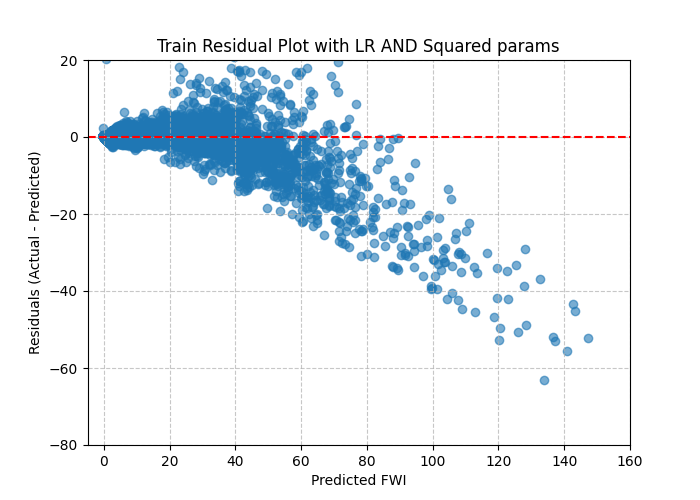 Train Residual Plot with LR AND Squared params
Residuals (Actual - Predicted)
20
0
−20
−40
−60
−80
0 20 40 60 80 100 120 140 160
Predicted FWI